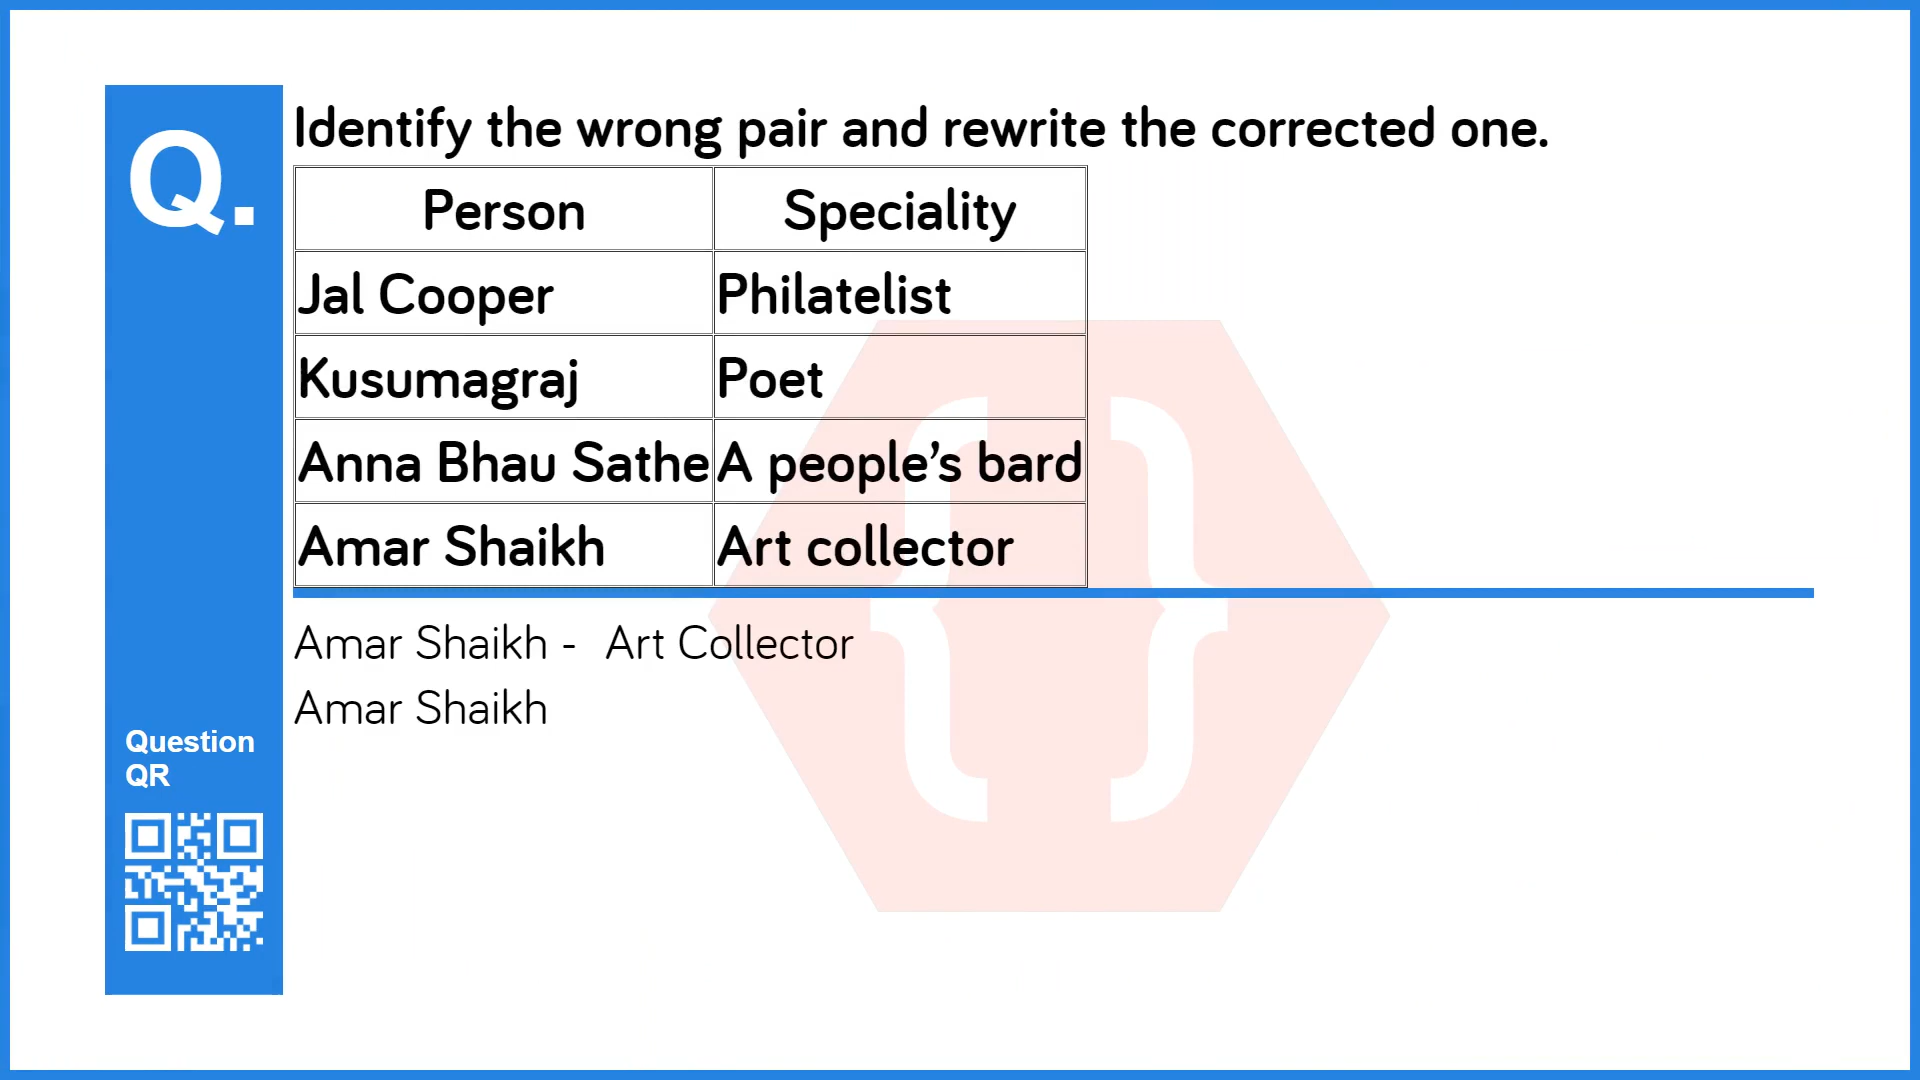 Q.
Identify the wrong pair and rewrite the corrected one.
Person Speciality
Jal Cooper Philatelist
Kusumagraj Poet
Anna Bhau Sathe A people’s bard
Amar Shaikh Art collector
Amar Shaikh - Art Collector
Amar Shaikh
Question
QR